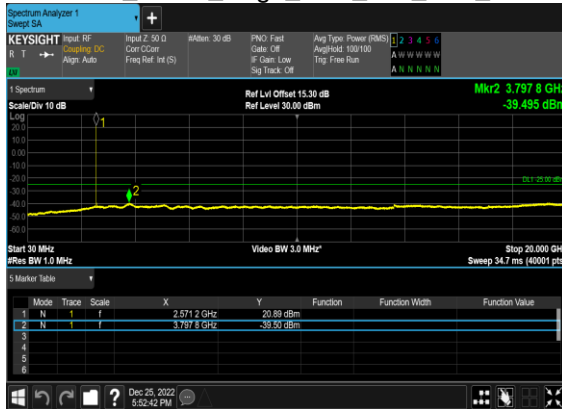 Spectrum Analyzer 1
Swept SA
+
KEYSIGHT Input: RF Input Z: 50 Ω #Atten: 30 dB PNO: Fast Avg Type: Power (RMS) 1 2 3 4 5 6
R T Coupling: DC Corr CCorr Gate: Off Avg|Hold: 100/100 A W W W W W
Align: Auto Freq Ref: Int (S) IF Gain: Low Trig: Free Run
Sig Track: Off A N N N N N
1 Spectrum Ref Lvl Offset 15.30 dB Mkr2 3.797 8 GHz
Scale/Div 10 dB Ref Level 30.00 dBm -39.495 dBm
Log
20.0
10.0
0.00
-10.0
-20.0
-30.0
-40.0
-50.0
-60.0
1
2
DL1 -25.00 dBm
Start 30 MHz Video BW 3.0 MHz* Stop 20.000 GH
#Res BW 1.0 MHz Sweep 34.7 ms (40001 pts
5 Marker Table
Mode Trace Scale X Y Function Function Width Function Value
1 N 1 f 2.571 2 GHz 20.89 dBm
2 N 1 f 3.797 8 GHz -39.50 dBm
3
4
5
6
? Dec 25, 2022
5:52:42 PM